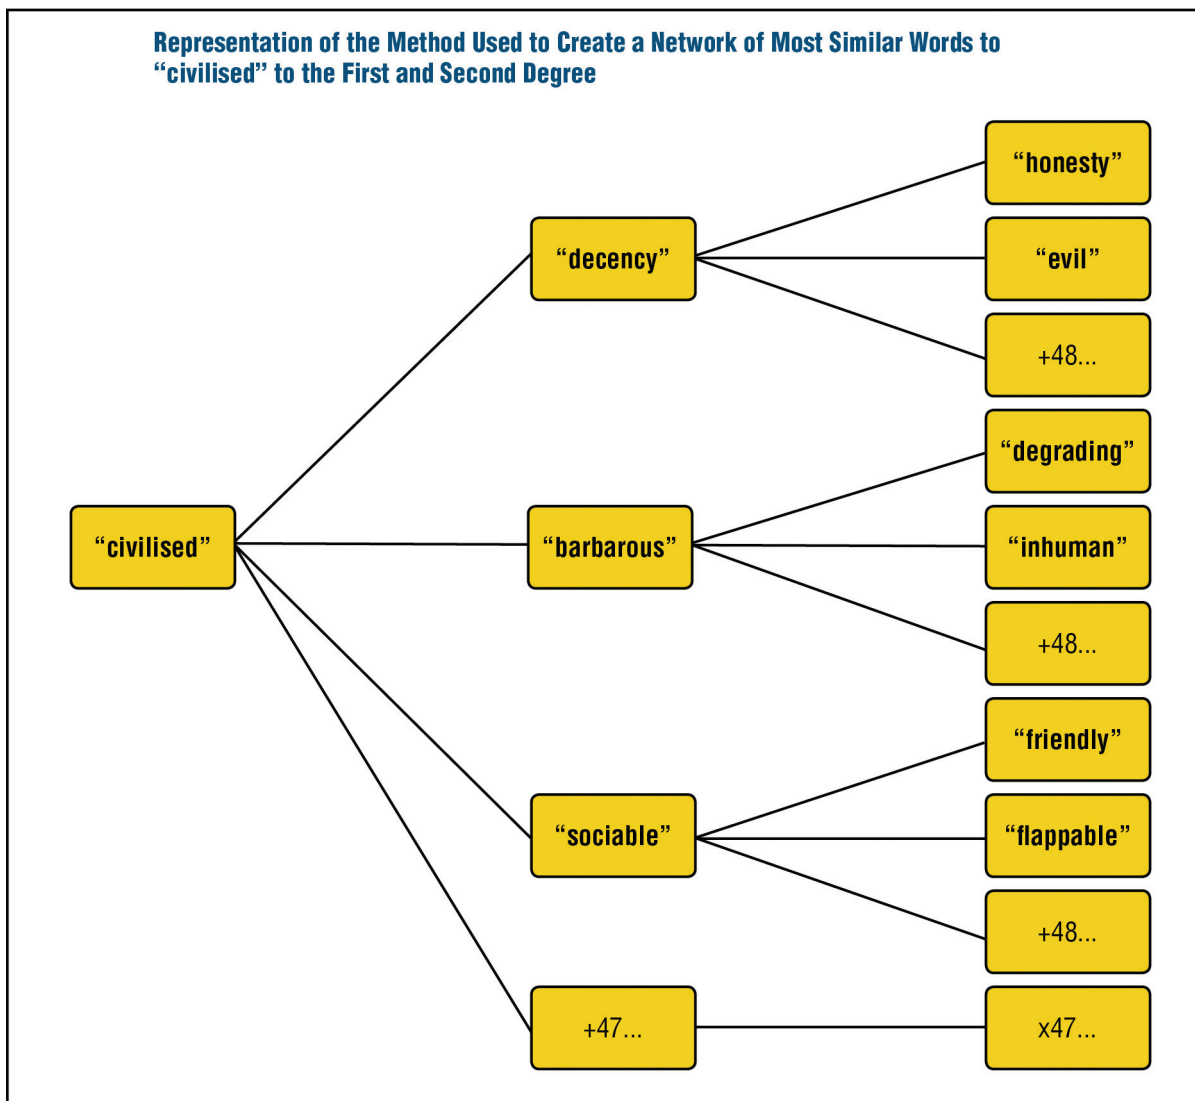 Representation of the Method Used to Create a Network of Most Similar Words to
“civilised” to the First and Second Degree
“honesty”
“decency”
“evil”
+48...
“degrading”
“civilised”
“barbarous”
“inhuman”
+48...
“friendly”
“sociable”
“flappable”
+48...
+47...
x47...